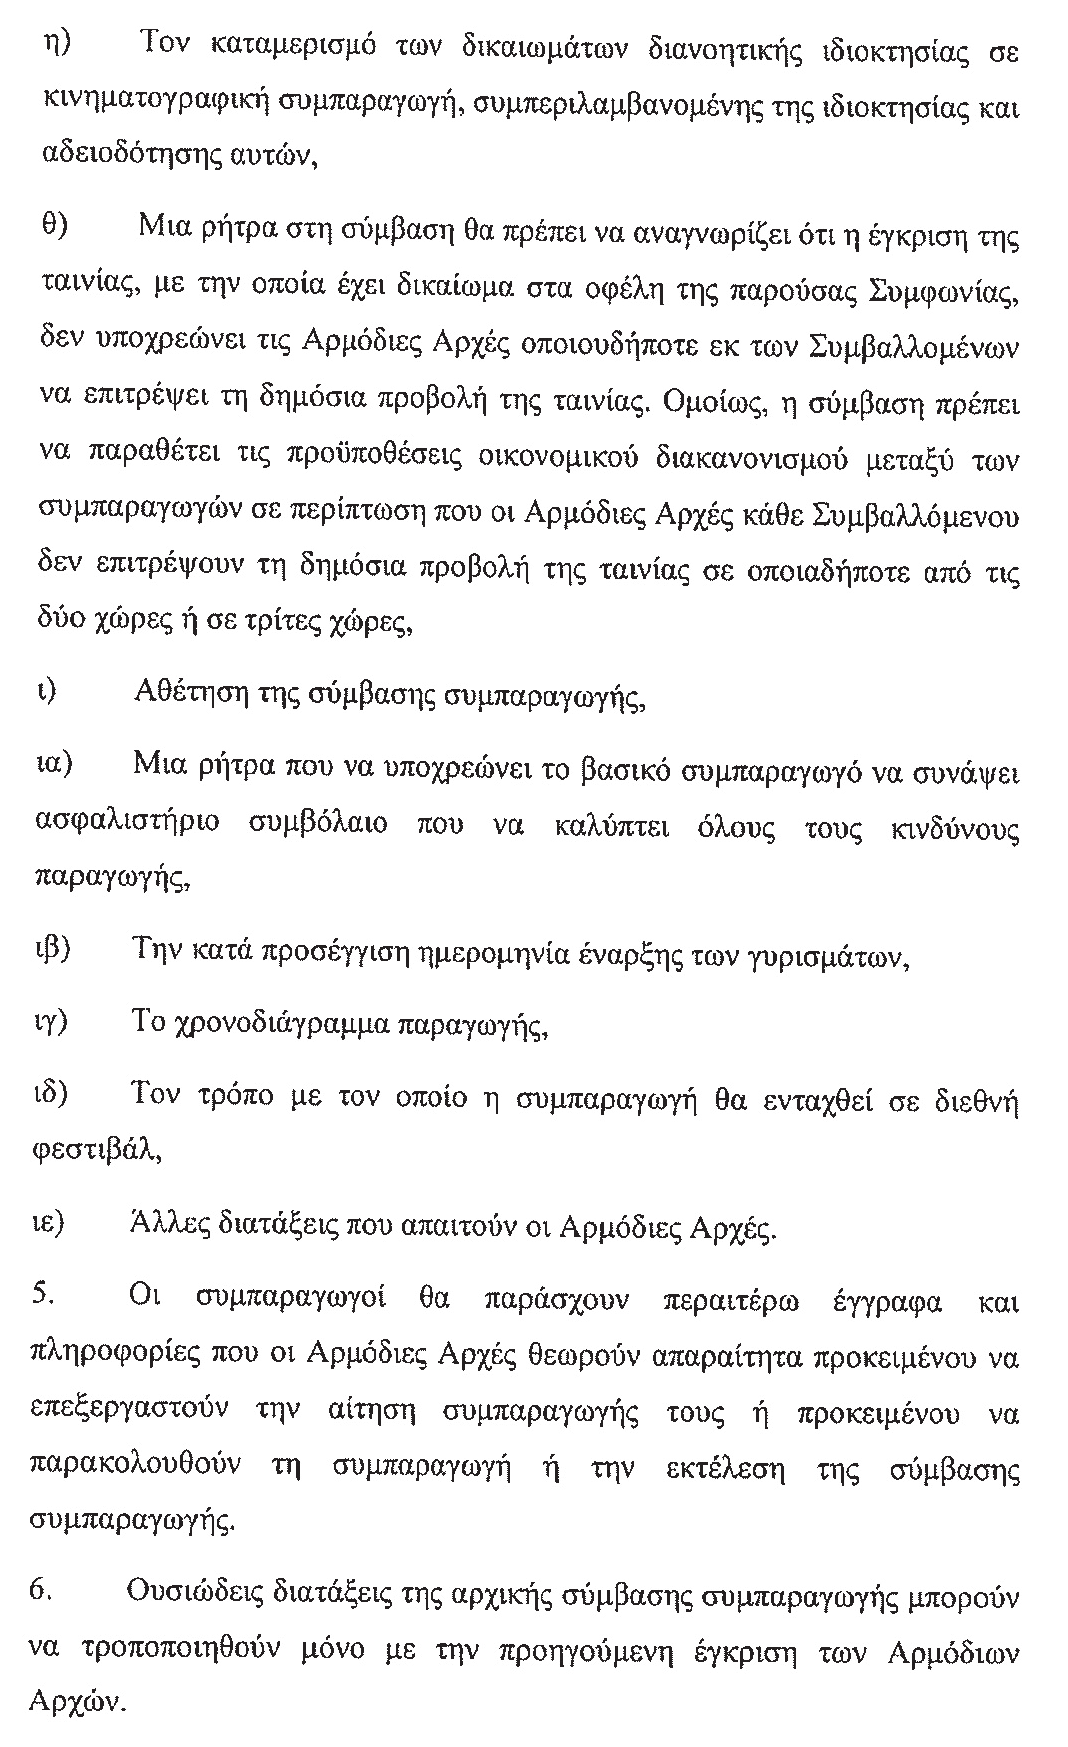 η) Τον καταμερισμό των δικαιωμάτων διανοητικής ιδιοκτησίας σε
κινηματογραφική συμπαραγωγή, συμπεριλαμβανομένης της ιδιοκτησίας και
αδειοδότησης αυτών,
θ) Μια ρήτρα στη σύμβαση θα πρέπει να αναγνωρίζει ότι η έγκριση της
ταινίας, με την οποία έχει δικαίωμα στα οφέλη της παρούσας Συμφωνίας,
δεν υποχρεώνει τις Αρμόδιες Αρχές οποιουδήποτε εκ των Συμβαλλομένων
να επιτρέψει τη δημόσια προβολή της ταινίας. Ομοίως, η σύμβαση πρέπει
να παραθέτει τις προϋποθέσεις οικονομικού διακανονισμού μεταξύ των
συμπαραγωγών σε περίπτωση που οι Αρμόδιες Αρχές κάθε Συμβαλλόμενου
δεν επιτρέψουν τη δημόσια προβολή της ταινίας σε οποιαδήποτε από τις
δύο χώρες ή σε τρίτες χώρες,
ι) Αθέτηση της σύμβασης συμπαραγωγής,
ια) Μια ρήτρα που να υποχρεώνει το βασικό συμπαραγωγό να συνάψει
ασφαλιστήριο συμβόλαιο που να καλύπτει όλους τους κινδύνους
παραγωγής,
ιβ) Την κατά προσέγγιση ημερομηνία έναρξης των γυρισμάτων,
ιγ) Το χρονοδιάγραμμα παραγωγής,
ιδ) Τον τρόπο με τον οποίο η συμπαραγωγή θα ενταχθεί σε διεθνή
φεστιβάλ,
ιε) Άλλες διατάξεις που απαιτούν οι Αρμόδιες Αρχές.
5. Οι συμπαραγωγοί θα παράσχουν περαιτέρω έγγραφα και
πληροφορίες που οι Αρμόδιες Αρχές θεωρούν απαραίτητα προκειμένου να
επεξεργαστούν την αίτηση συμπαραγωγής τους ή προκειμένου να
παρακολουθούν τη συμπαραγωγή ή την εκτέλεση της σύμβασης
συμπαραγωγής.
6. Ουσιώδεις διατάξεις της αρχικής σύμβασης συμπαραγωγής μπορούν
να τροποποιηθούν μόνο με την προηγούμενη έγκριση των Αρμόδιων
Αρχών.